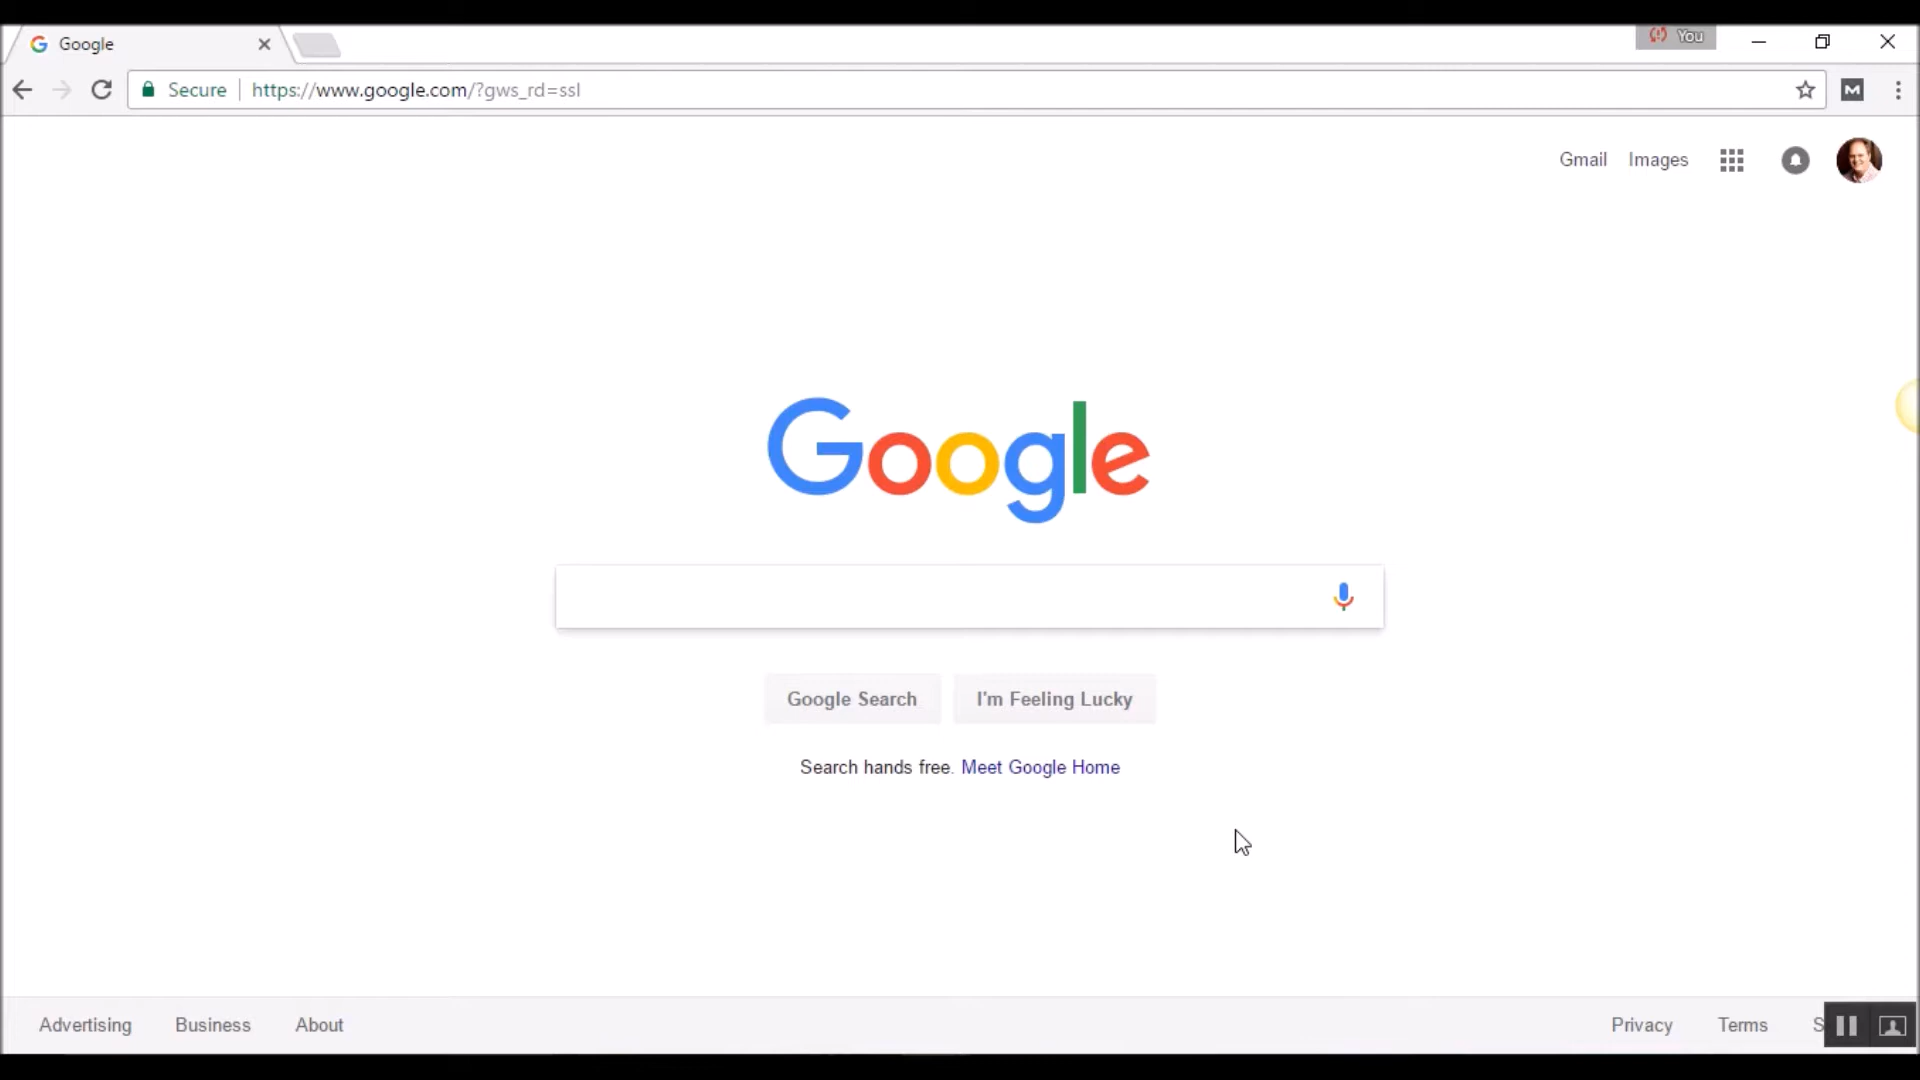 Google
You
Secure
https://www.google.com/?gws_rd=ssl
M
Gmail Images
Google
Google Search I'm Feeling Lucky
Search hands free. Meet Google Home
Advertising Business About Privacy Terms S